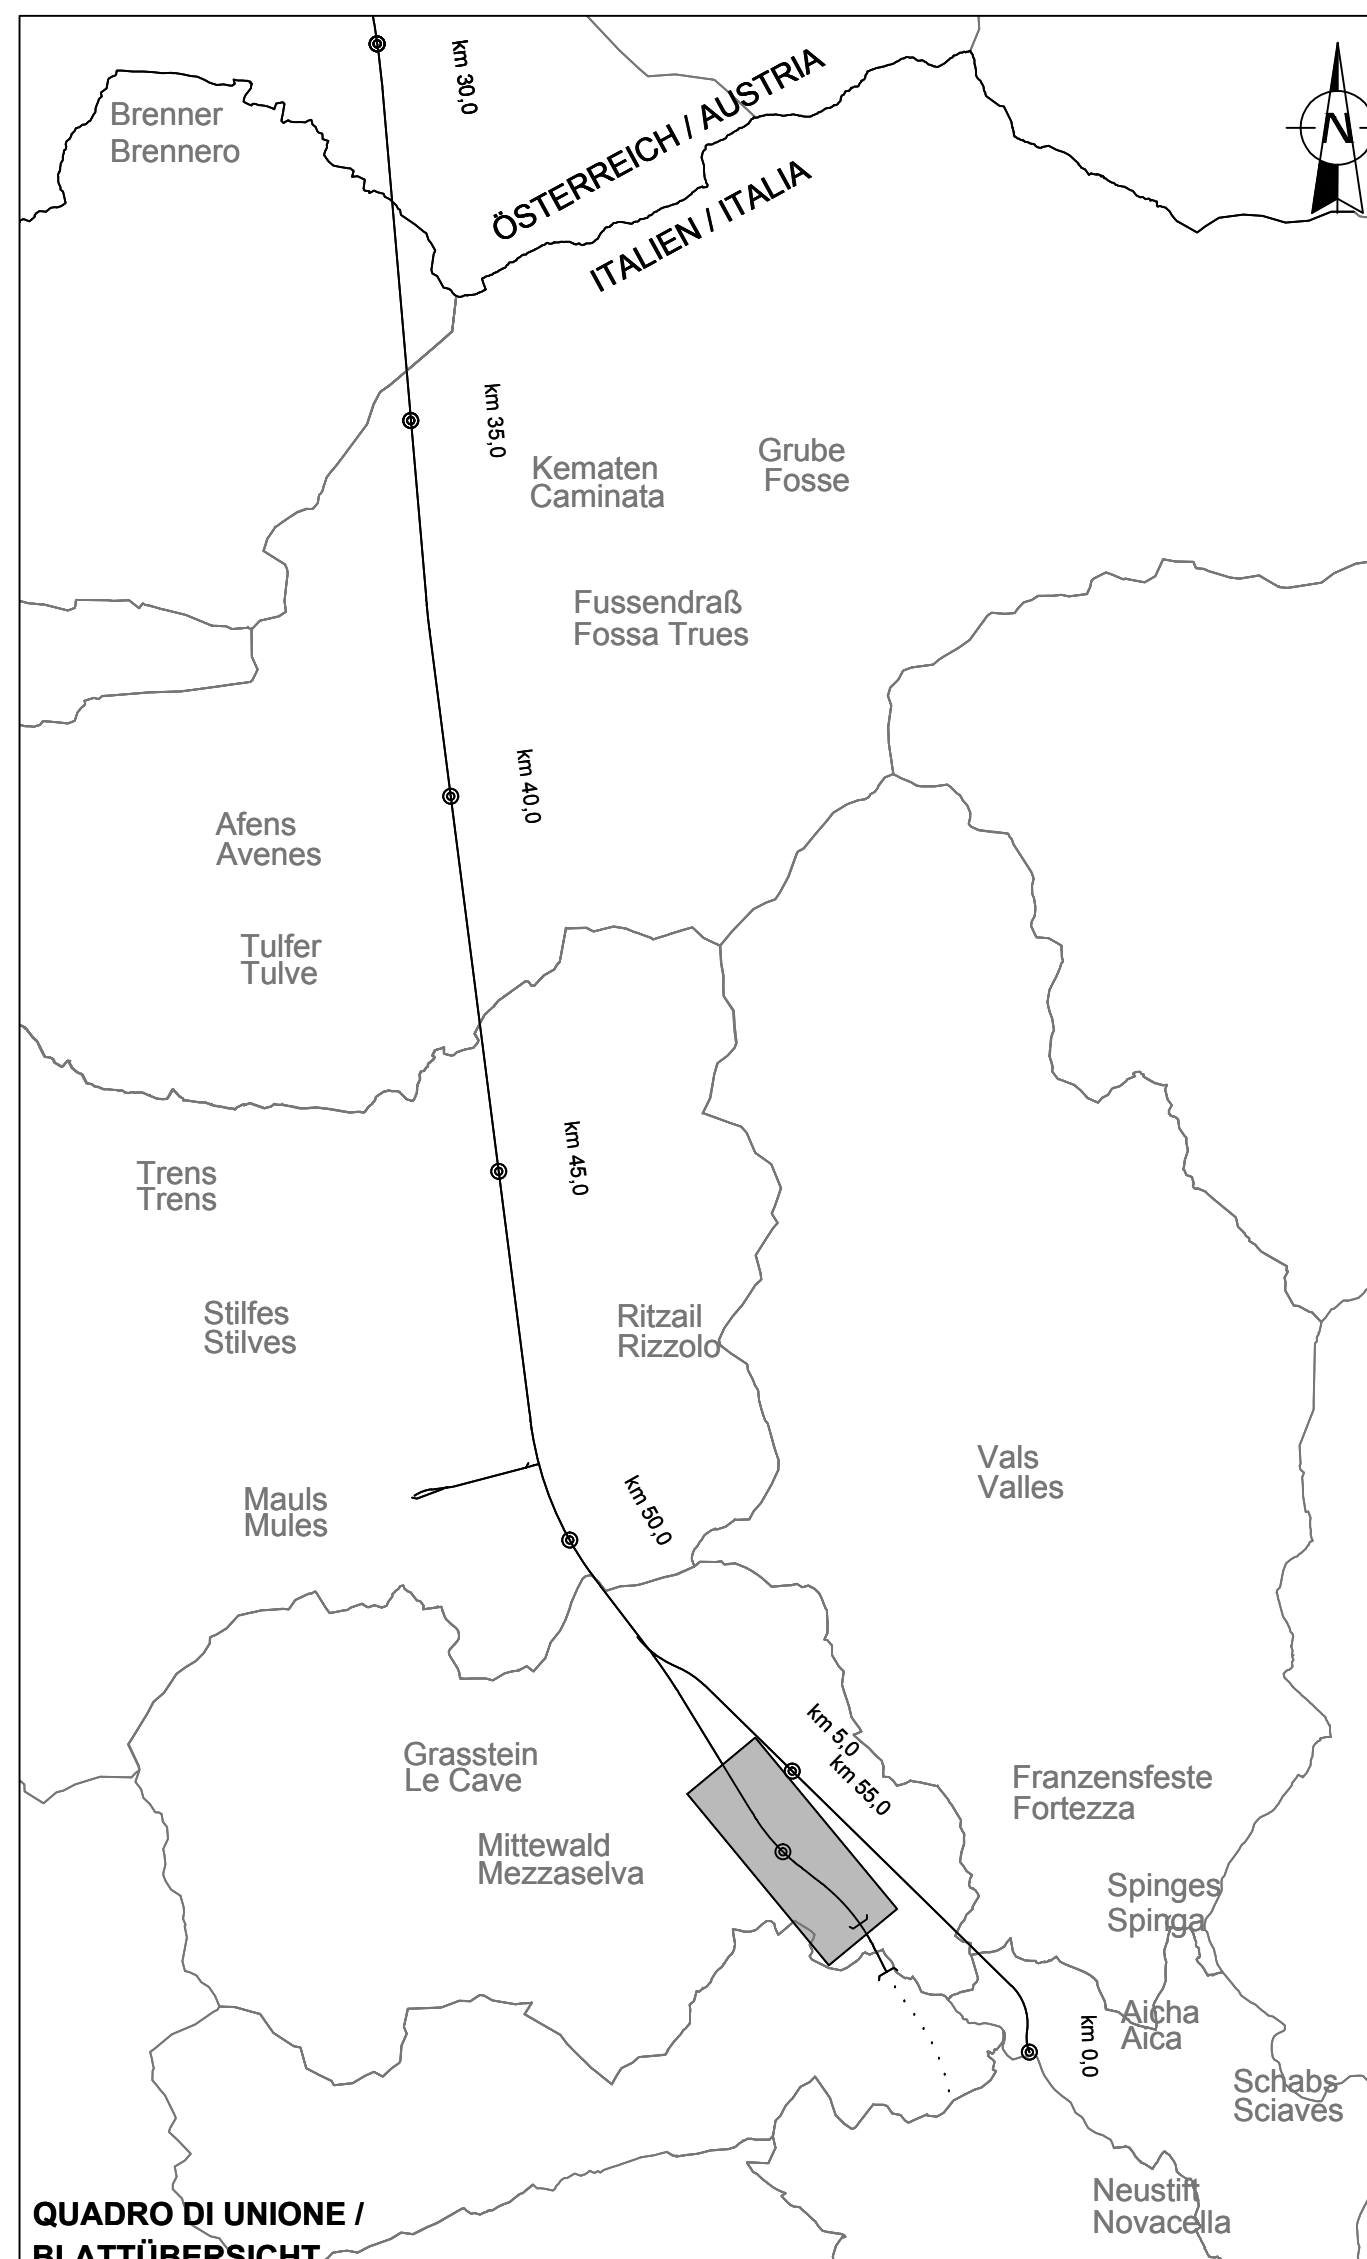 km 30,0
Brenner
Brennero
ÖSTERREICH / AUSTRIA
ITALIEN / ITALIA
N
km 35,0
Kematen
Caminata
Grube
Fosse
Fussendraß
Fossa Trues
km 40,0
Afens
Avenes
Tulfer
Tulve
km 45,0
Trens
Trens
Stilfes
Stilves
Ritzail
Rizzolo
Vals
Valles
km 50,0
Mauls
Mules
km 5,0
km 55,0
Grasstein
Le Cave
Franzensfeste
Fortezza
Mittewald
Mezzaselva
Spinges
Spinga
Aicha
Aica
km 0,0
Schabs
Sciaves
Neustift
Novacella
QUADRO DI UNIONE /
BLATTÜBERSICHT